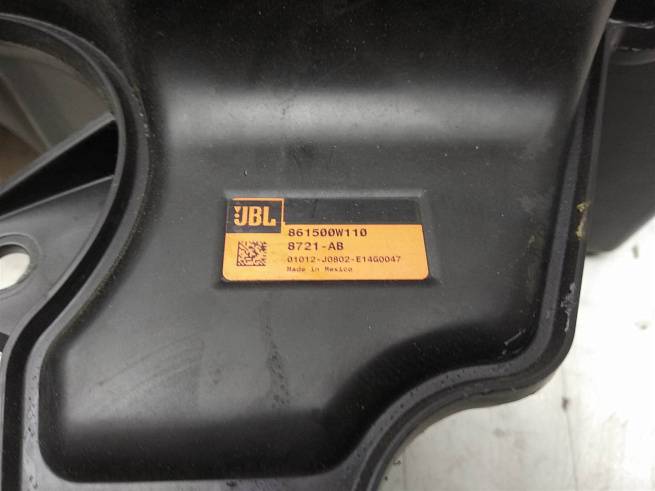 JBL
861500W110
8721-AB
01012-J0802-E14G0047
Made in Mexico